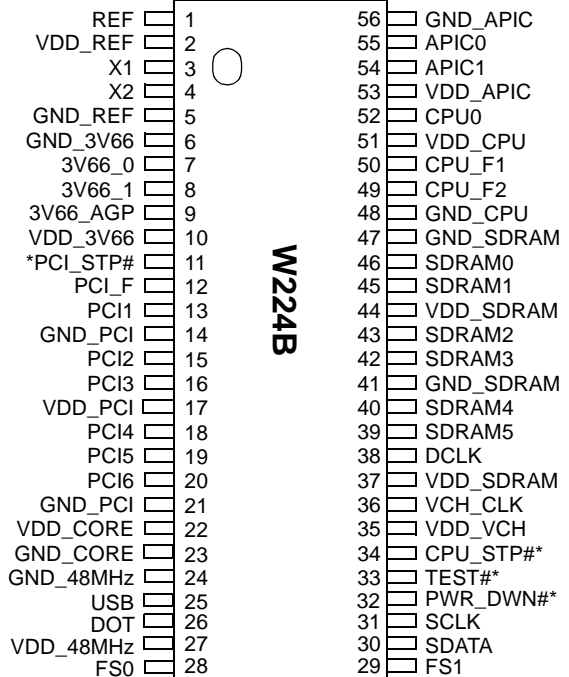 REF 1 56 GND_APIC
VDD_REF 2 55 APIC0
X1 3 54 APIC1
X2 4 53 VDD_APIC
GND_REF 5 52 CPU0
GND_3V66 6 51 VDD_CPU
3V66_0 7 50 CPU_F1
3V66_1 8 49 CPU_F2
3V66_AGP 9 48 GND_CPU
VDD_3V66 10 47 GND_SDRAM
*PCI_STP# 11 46 SDRAM0
PCI_F 12 45 SDRAM1
PCI1 13 44 VDD_SDRAM
GND_PCI 14 43 SDRAM2
PCI2 15 42 SDRAM3
PCI3 16 41 GND_SDRAM
VDD_PCI 17 40 SDRAM4
PCI4 18 39 SDRAM5
PCI5 19 38 DCLK
PCI6 20 37 VDD_SDRAM
GND_PCI 21 36 VCH_CLK
VDD_CORE 22 35 VDD_VCH
GND_CORE 23 34 CPU_STP#*
GND_48MHz 24 33 TEST#*
USB 25 32 PWR_DWN#*
DOT 26 31 SCLK
VDD_48MHz 27 30 SDATA
FS0 28 29 FS1
W224B